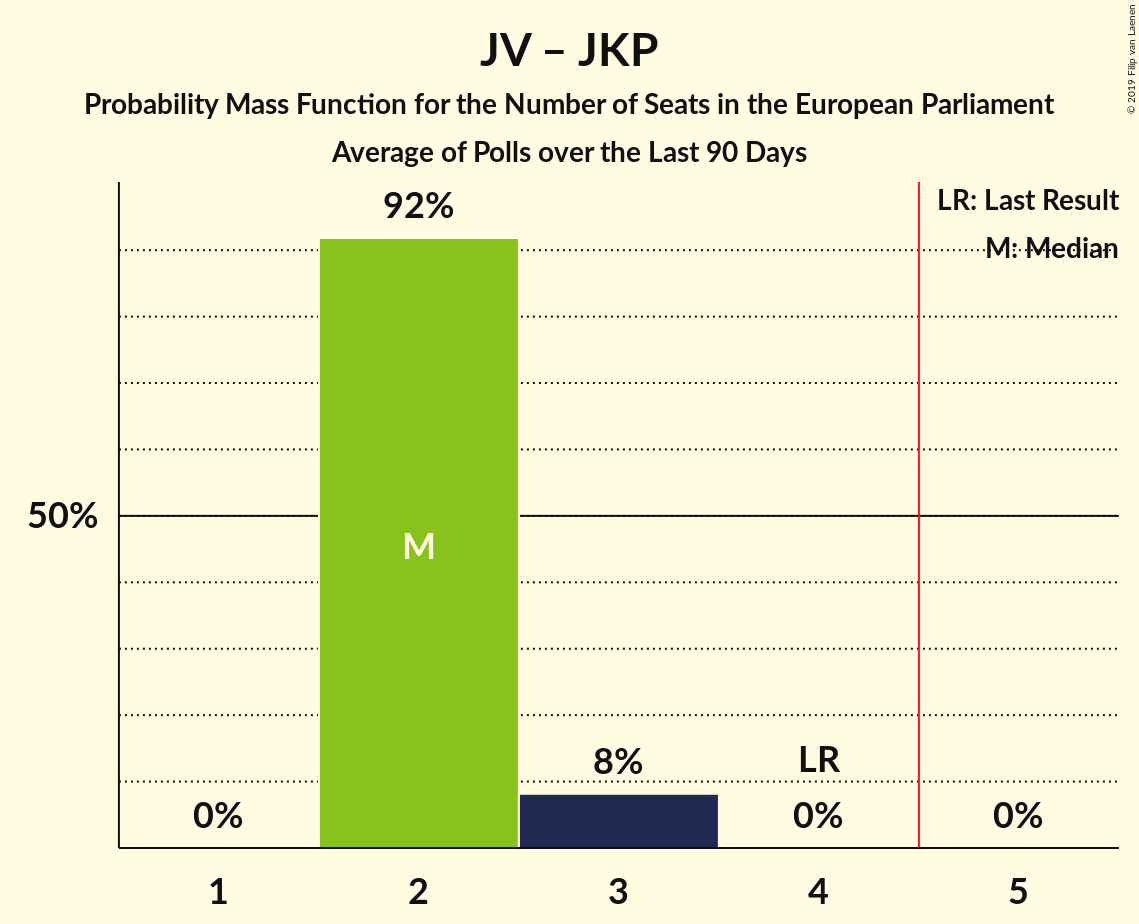 JV – JKP
Probability Mass Function for the Number of Seats in the European Parliament
Average of Polls over the Last 90 Days
© 2019 Filip van Laenen
LR: Last Result
M: Median
92%
50%
M
8%
LR
0%
0%
0%
1 2 3 4 5